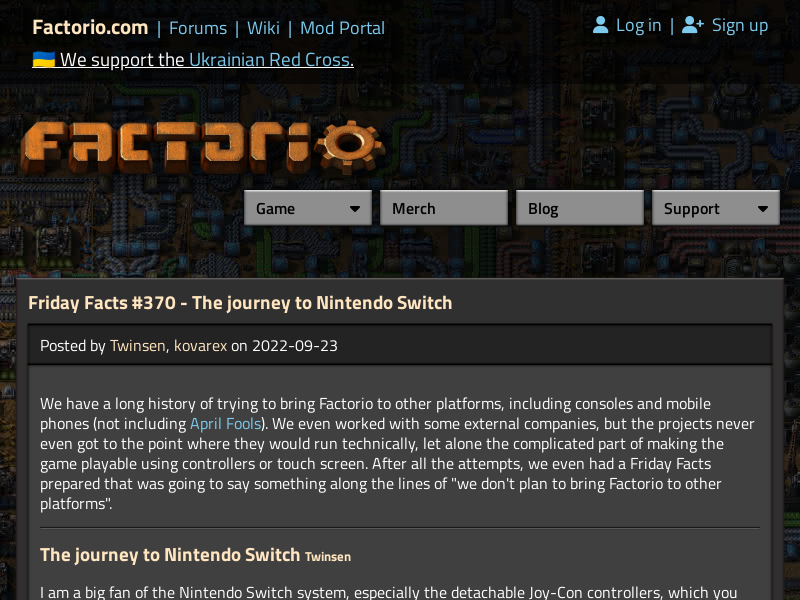 Factorio.com | Forums | Wiki | Mod Portal
Log in | Sign up
We support the Ukrainian Red Cross.
FACTORIO
Game
Merch
Blog
Support
Friday Facts #370 - The journey to Nintendo Switch
Posted by Twinsen, kovarex on 2022-09-23
We have a long history of trying to bring Factorio to other platforms, including consoles and mobile
phones (not including April Fools). We even worked with some external companies, but the projects never
even got to the point where they would run technically, let alone the complicated part of making the
game playable using controllers or touch screen. After all the attempts, we even had a Friday Facts
prepared that was going to say something along the lines of "we don't plan to bring Factorio to other
platforms".
The journey to Nintendo Switch Twinsen
I am a big fan of the Nintendo Switch system, especially the detachable Joy-Con controllers, which you